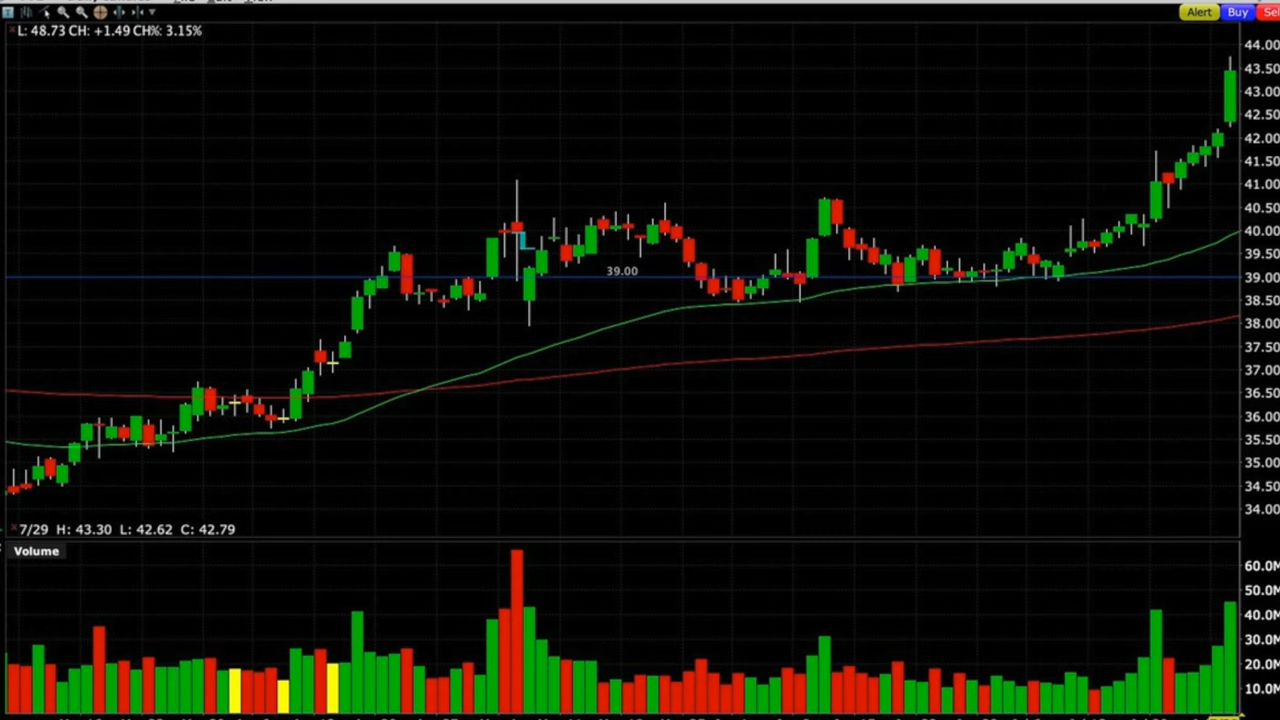 Alert Buy
L: 48.73 CH: +1.49 CH%: 3.15%
44.00
43.50
43.00
42.50
42.00
41.50
41.00
40.50
40.00
39.50
39.00
39.00
38.50
38.00
37.50
37.00
36.50
36.00
35.50
35.00
34.50
34.00
7/29 H: 43.30 L: 42.62 C: 42.79
Volume
60.0M
50.0M
40.0M
30.0M
20.0M
10.0M